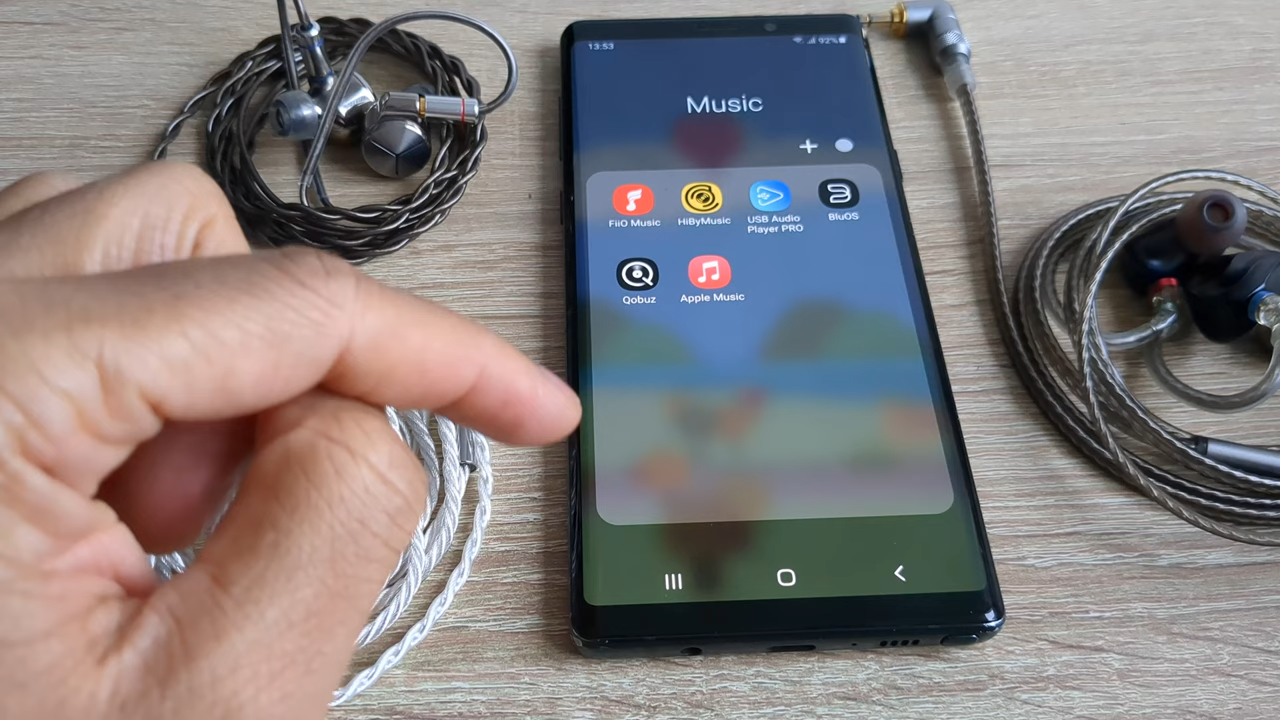 13:53
92%
Music
FiiO Music
HiByMusic
USB Audio
Player PRO
BluOS
Qobuz
Apple Music